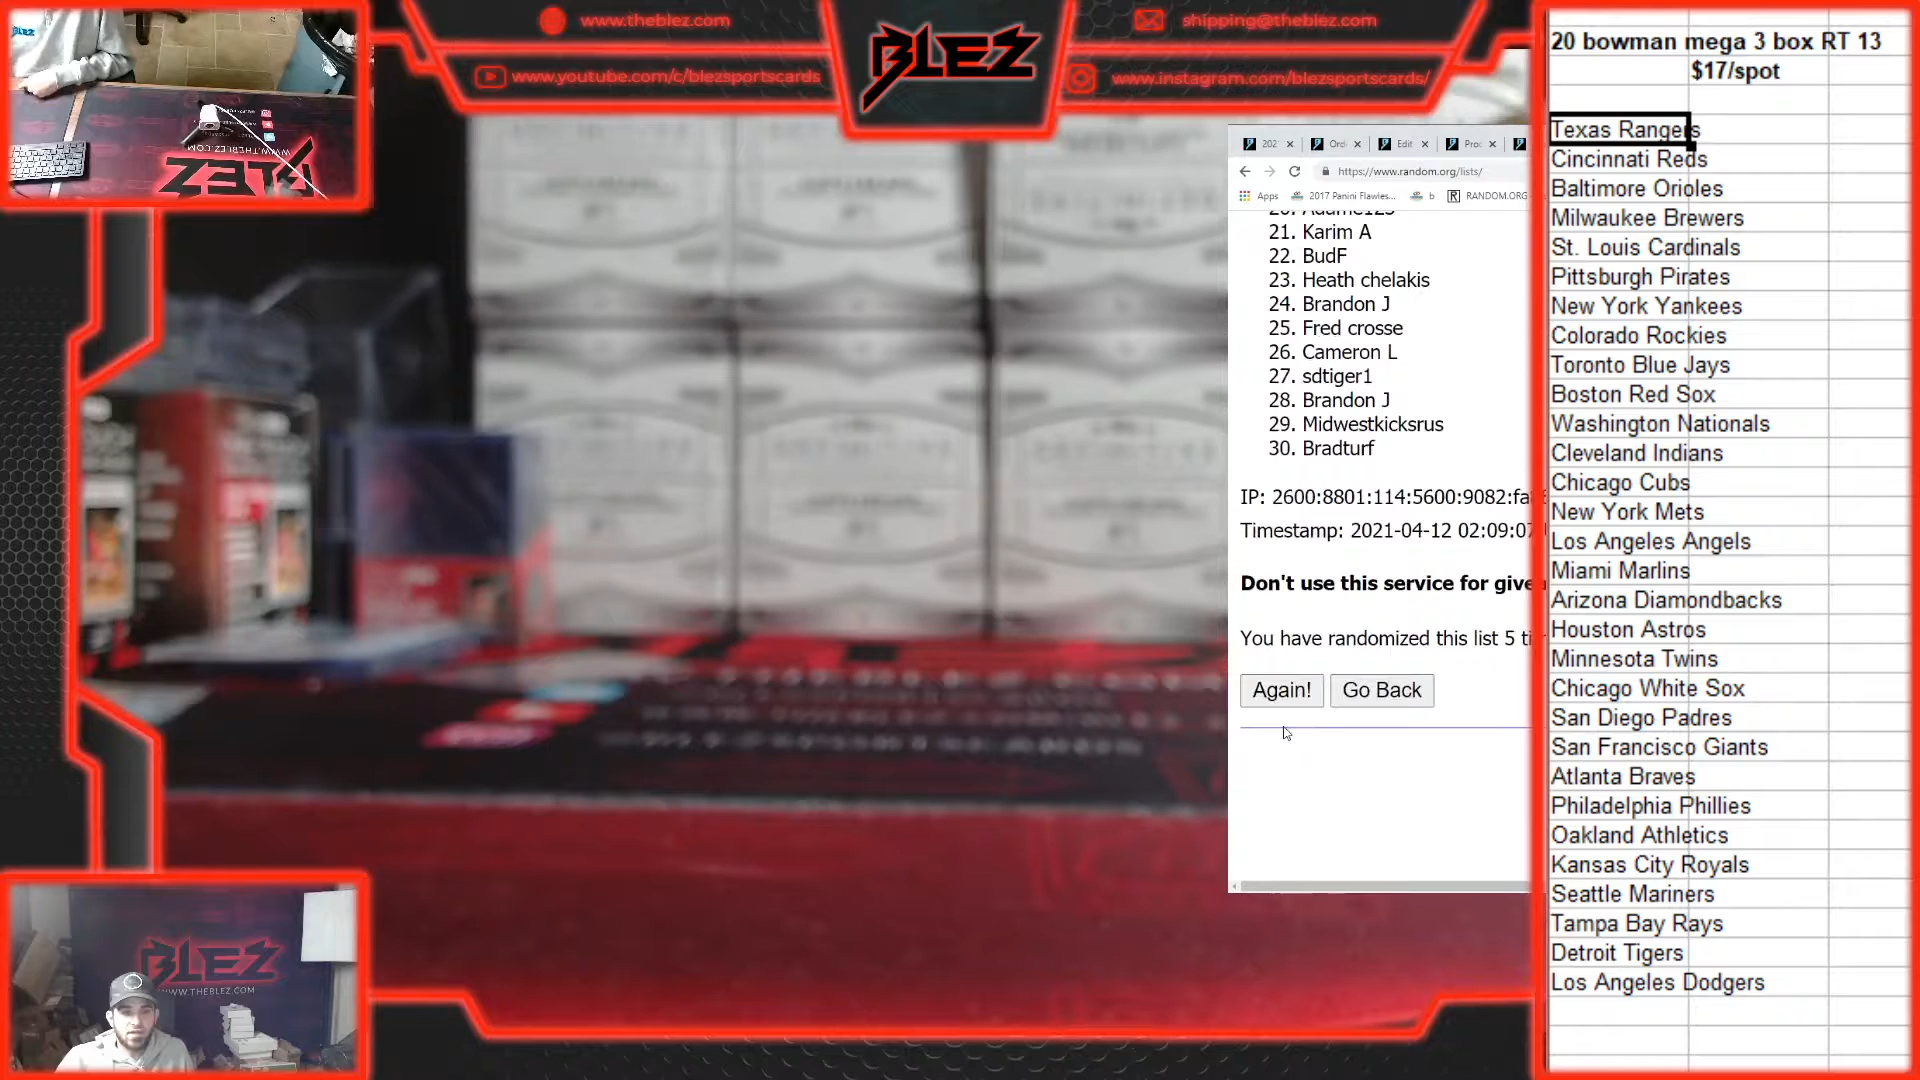 www.theblez.com
www.youtube.com/c/blezsportscards
BLEZ
shipping@theblez.com
www.instagram.com/blezsportscards/
20 bowman mega 3 box RT 13
$17/spot
Texas Rangers
Cincinnati Reds
Baltimore Orioles
Milwaukee Brewers
St. Louis Cardinals
Pittsburgh Pirates
New York Yankees
Colorado Rockies
Toronto Blue Jays
Boston Red Sox
Washington Nationals
Cleveland Indians
Chicago Cubs
New York Mets
Los Angeles Angels
Miami Marlins
Arizona Diamondbacks
Houston Astros
Minnesota Twins
Chicago White Sox
San Diego Padres
San Francisco Giants
Atlanta Braves
Philadelphia Phillies
Oakland Athletics
Kansas City Royals
Seattle Mariners
Tampa Bay Rays
Detroit Tigers
Los Angeles Dodgers
202 Ord Edit Pro
https://www.random.org/lists/
Apps 2017 Panini Flawles... b RANDOM.ORG
21. Karim A
22. BudF
23. Heath chelakis
24. Brandon J
25. Fred crosse
26. Cameron L
27. sdtiger1
28. Brandon J
29. Midwestkicksrus
30. Bradturf
IP: 2600:8801:114:5600:9082:fa
Timestamp: 2021-04-12 02:09:07
Don't use this service for give
You have randomized this list 5 ti
Again! Go Back
BLEZ
WWW.THEBLEZ.COM
BLEZ
WWW.THEBLEZ.COM